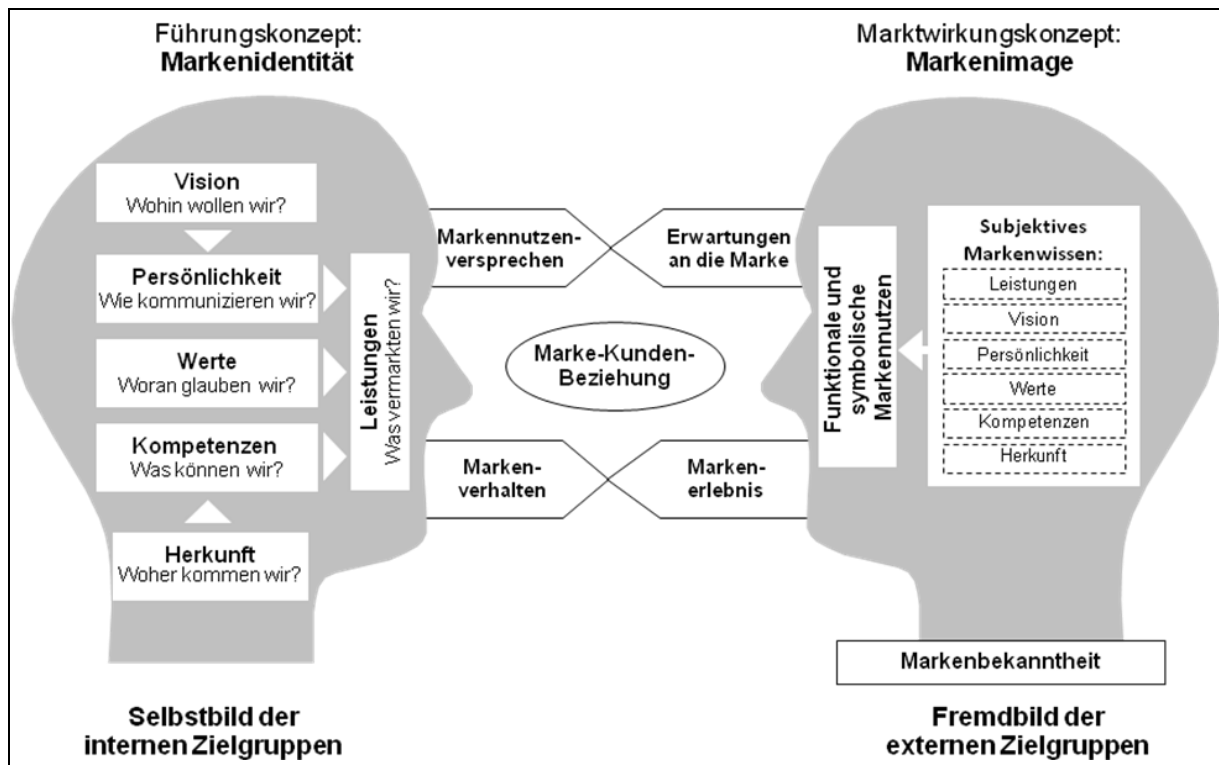 Führungskonzept:
Markenidentität
Vision
Wohin wollen wir?
Persönlichkeit
Wie kommunizieren wir?
Werte
Woran glauben wir?
Kompetenzen
Was können wir?
Herkunft
Woher kommen wir?
Leistungen
Was vermarkten wir?
Selbstbild der
internen Zielgruppen
Markennutzen-
versprechen
Erwartungen
an die Marke
Marke-Kunden-
Beziehung
Marken-
verhalten
Marken-
erlebnis
Marktwirkungskonzept:
Markenimage
Funktionale und
symbolische
Markennutzen
Subjektives
Markenwissen:
Leistungen
Vision
Persönlichkeit
Werte
Kompetenzen
Herkunft
Markenbekanntheit
Fremdbild der
externen Zielgruppen